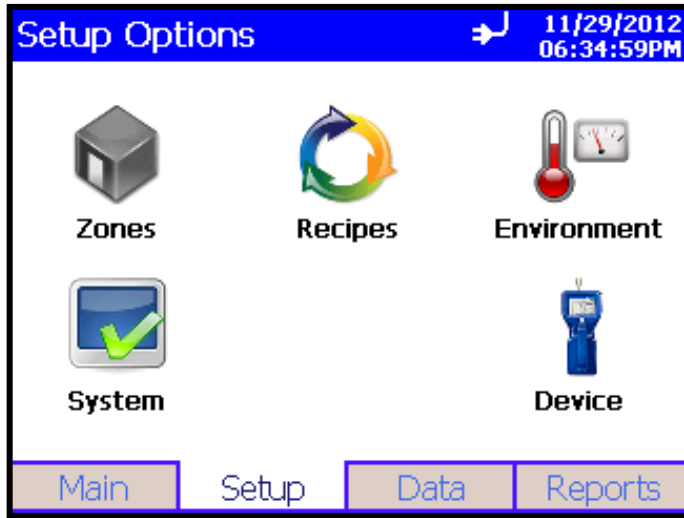 Setup Options
11/29/2012
06:34:59PM
Zones
Recipes
Environment
System
Device
Main
Setup
Data
Reports